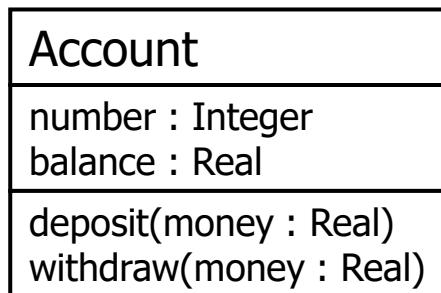 Account
number : Integer
balance : Real
deposit(money : Real)
withdraw(money : Real)